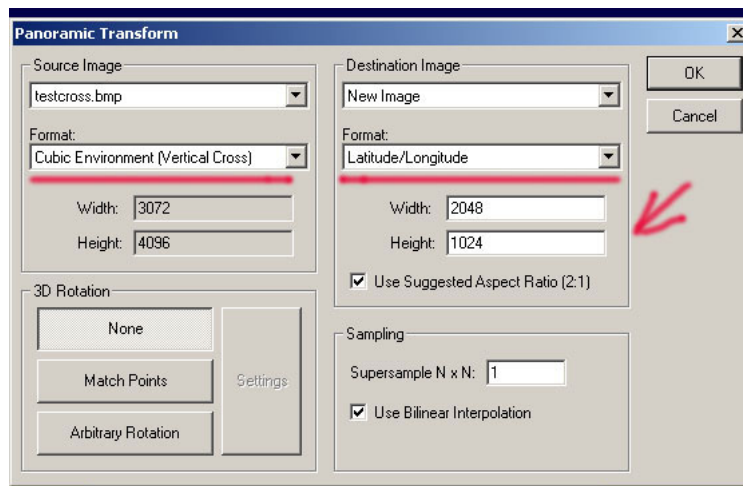 Panoramic Transform
Source Image
testcross.bmp
Format:
Cubic Environment (Vertical Cross)
Width: 3072
Height: 4096
3D Rotation
None
Match Points
Arbitrary Rotation
Settings
Destination Image
New Image
Format:
Latitude/Longitude
Width: 2048
Height: 1024
Use Suggested Aspect Ratio (2:1)
Sampling
Supersample N x N: 1
Use Bilinear Interpolation
OK
Cancel